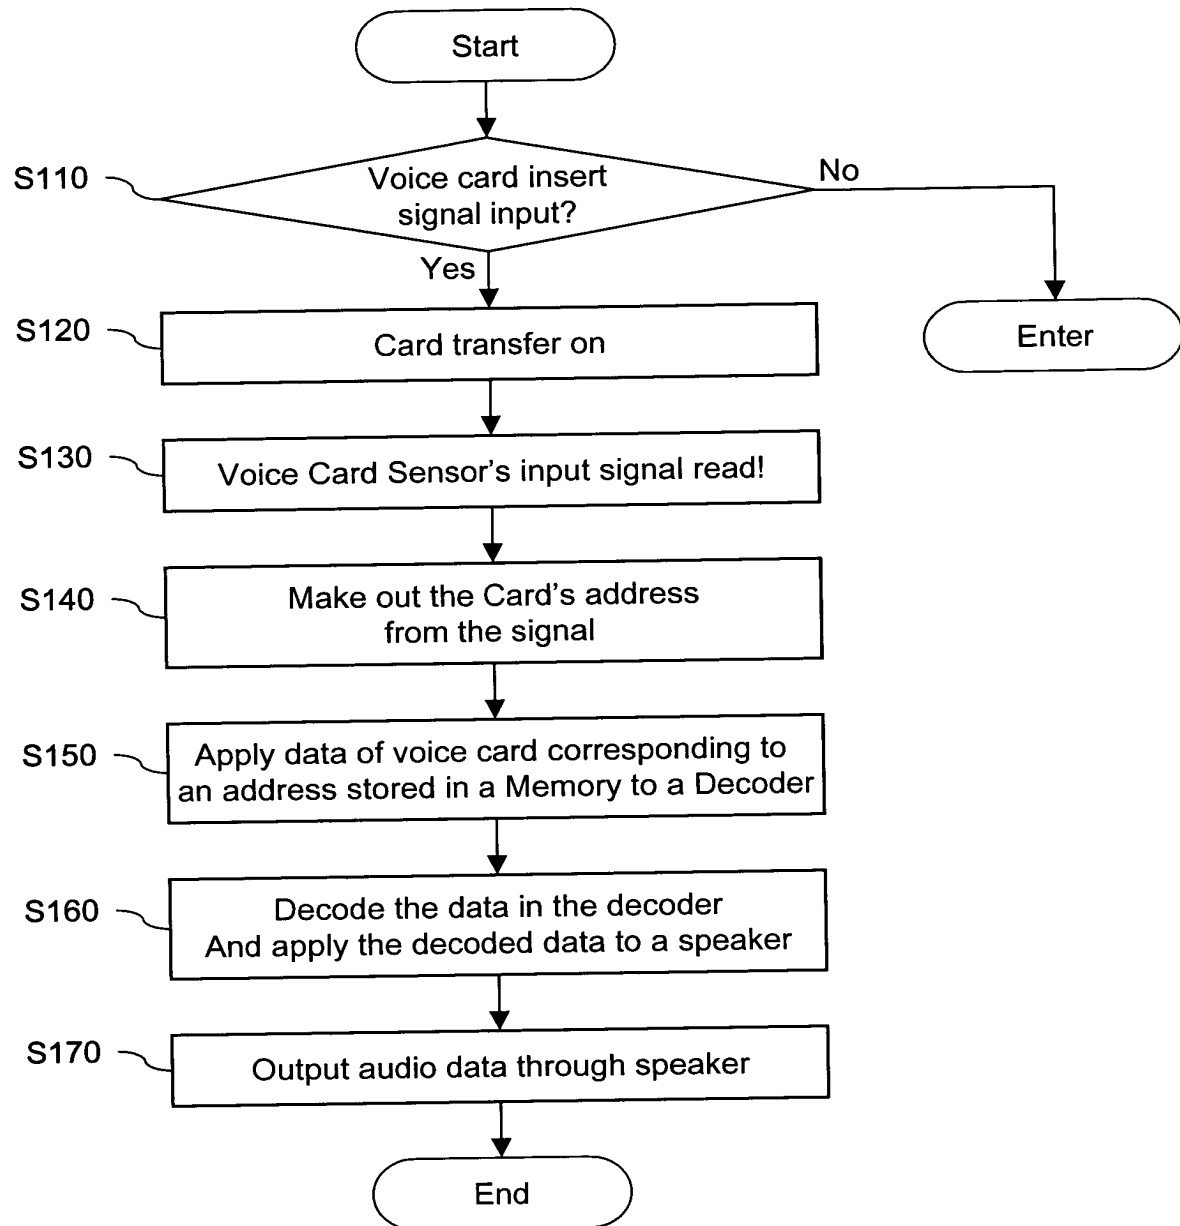 Start
S110
Voice card insert
signal input?
No
Yes
Enter
S120
Card transfer on
S130
Voice Card Sensor's input signal read!
S140
Make out the Card's address
from the signal
S150
Apply data of voice card corresponding to
an address stored in a Memory to a Decoder
S160
Decode the data in the decoder
And apply the decoded data to a speaker
S170
Output audio data through speaker
End